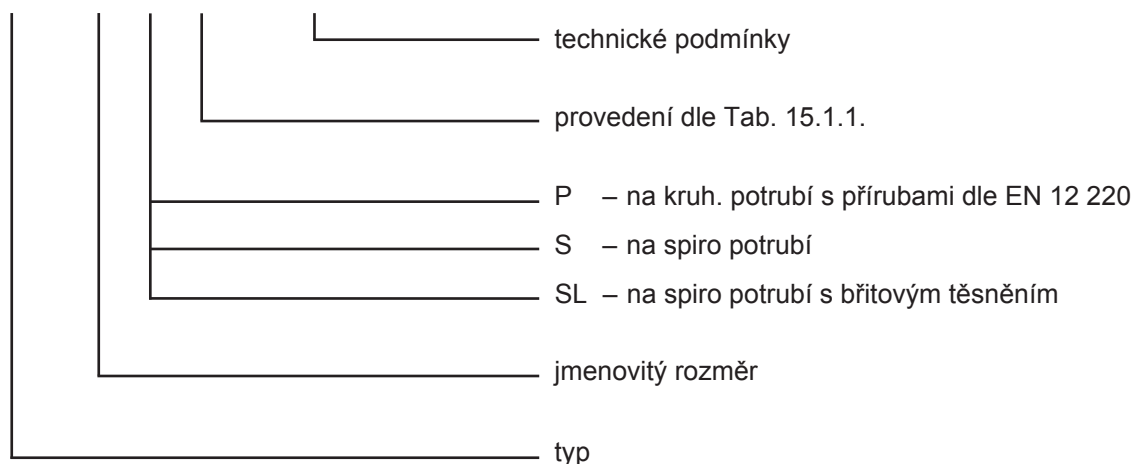 technické podmínky
provedení dle Tab. 15.1.1.
P – na kruh. potrubí s přírubami dle EN 12 220
S – na spiro potrubí
SL – na spiro potrubí s břitovým těsněním
jmenovitý rozměr
typ